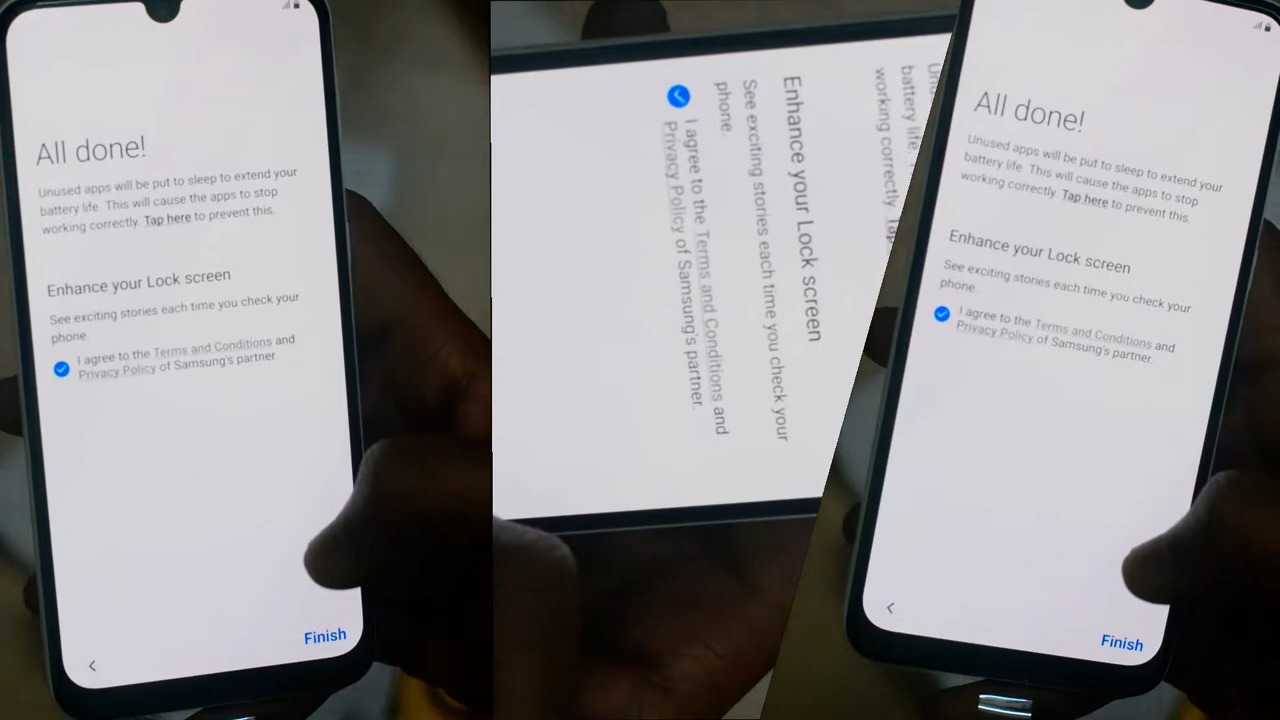 All done!
Unused apps will be put to sleep to extend your
battery life. This will cause the apps to stop
working correctly. Tap here to prevent this.
Enhance your Lock screen
See exciting stories each time you check your
phone.
I agree to the Terms and Conditions and
Privacy Policy of Samsung's partner.
Finish
battery life.
working correctly. Tap
Enhance your Lock screen
See exciting stories each time you check your
phone.
I agree to the Terms and Conditions and
Privacy Policy of Samsung's partner.
All done!
Unused apps will be put to sleep to extend your
battery life. This will cause the apps to stop
working correctly. Tap here to prevent this.
Enhance your Lock screen
See exciting stories each time you check your
phone.
I agree to the Terms and Conditions and
Privacy Policy of Samsung's partner.
Finish